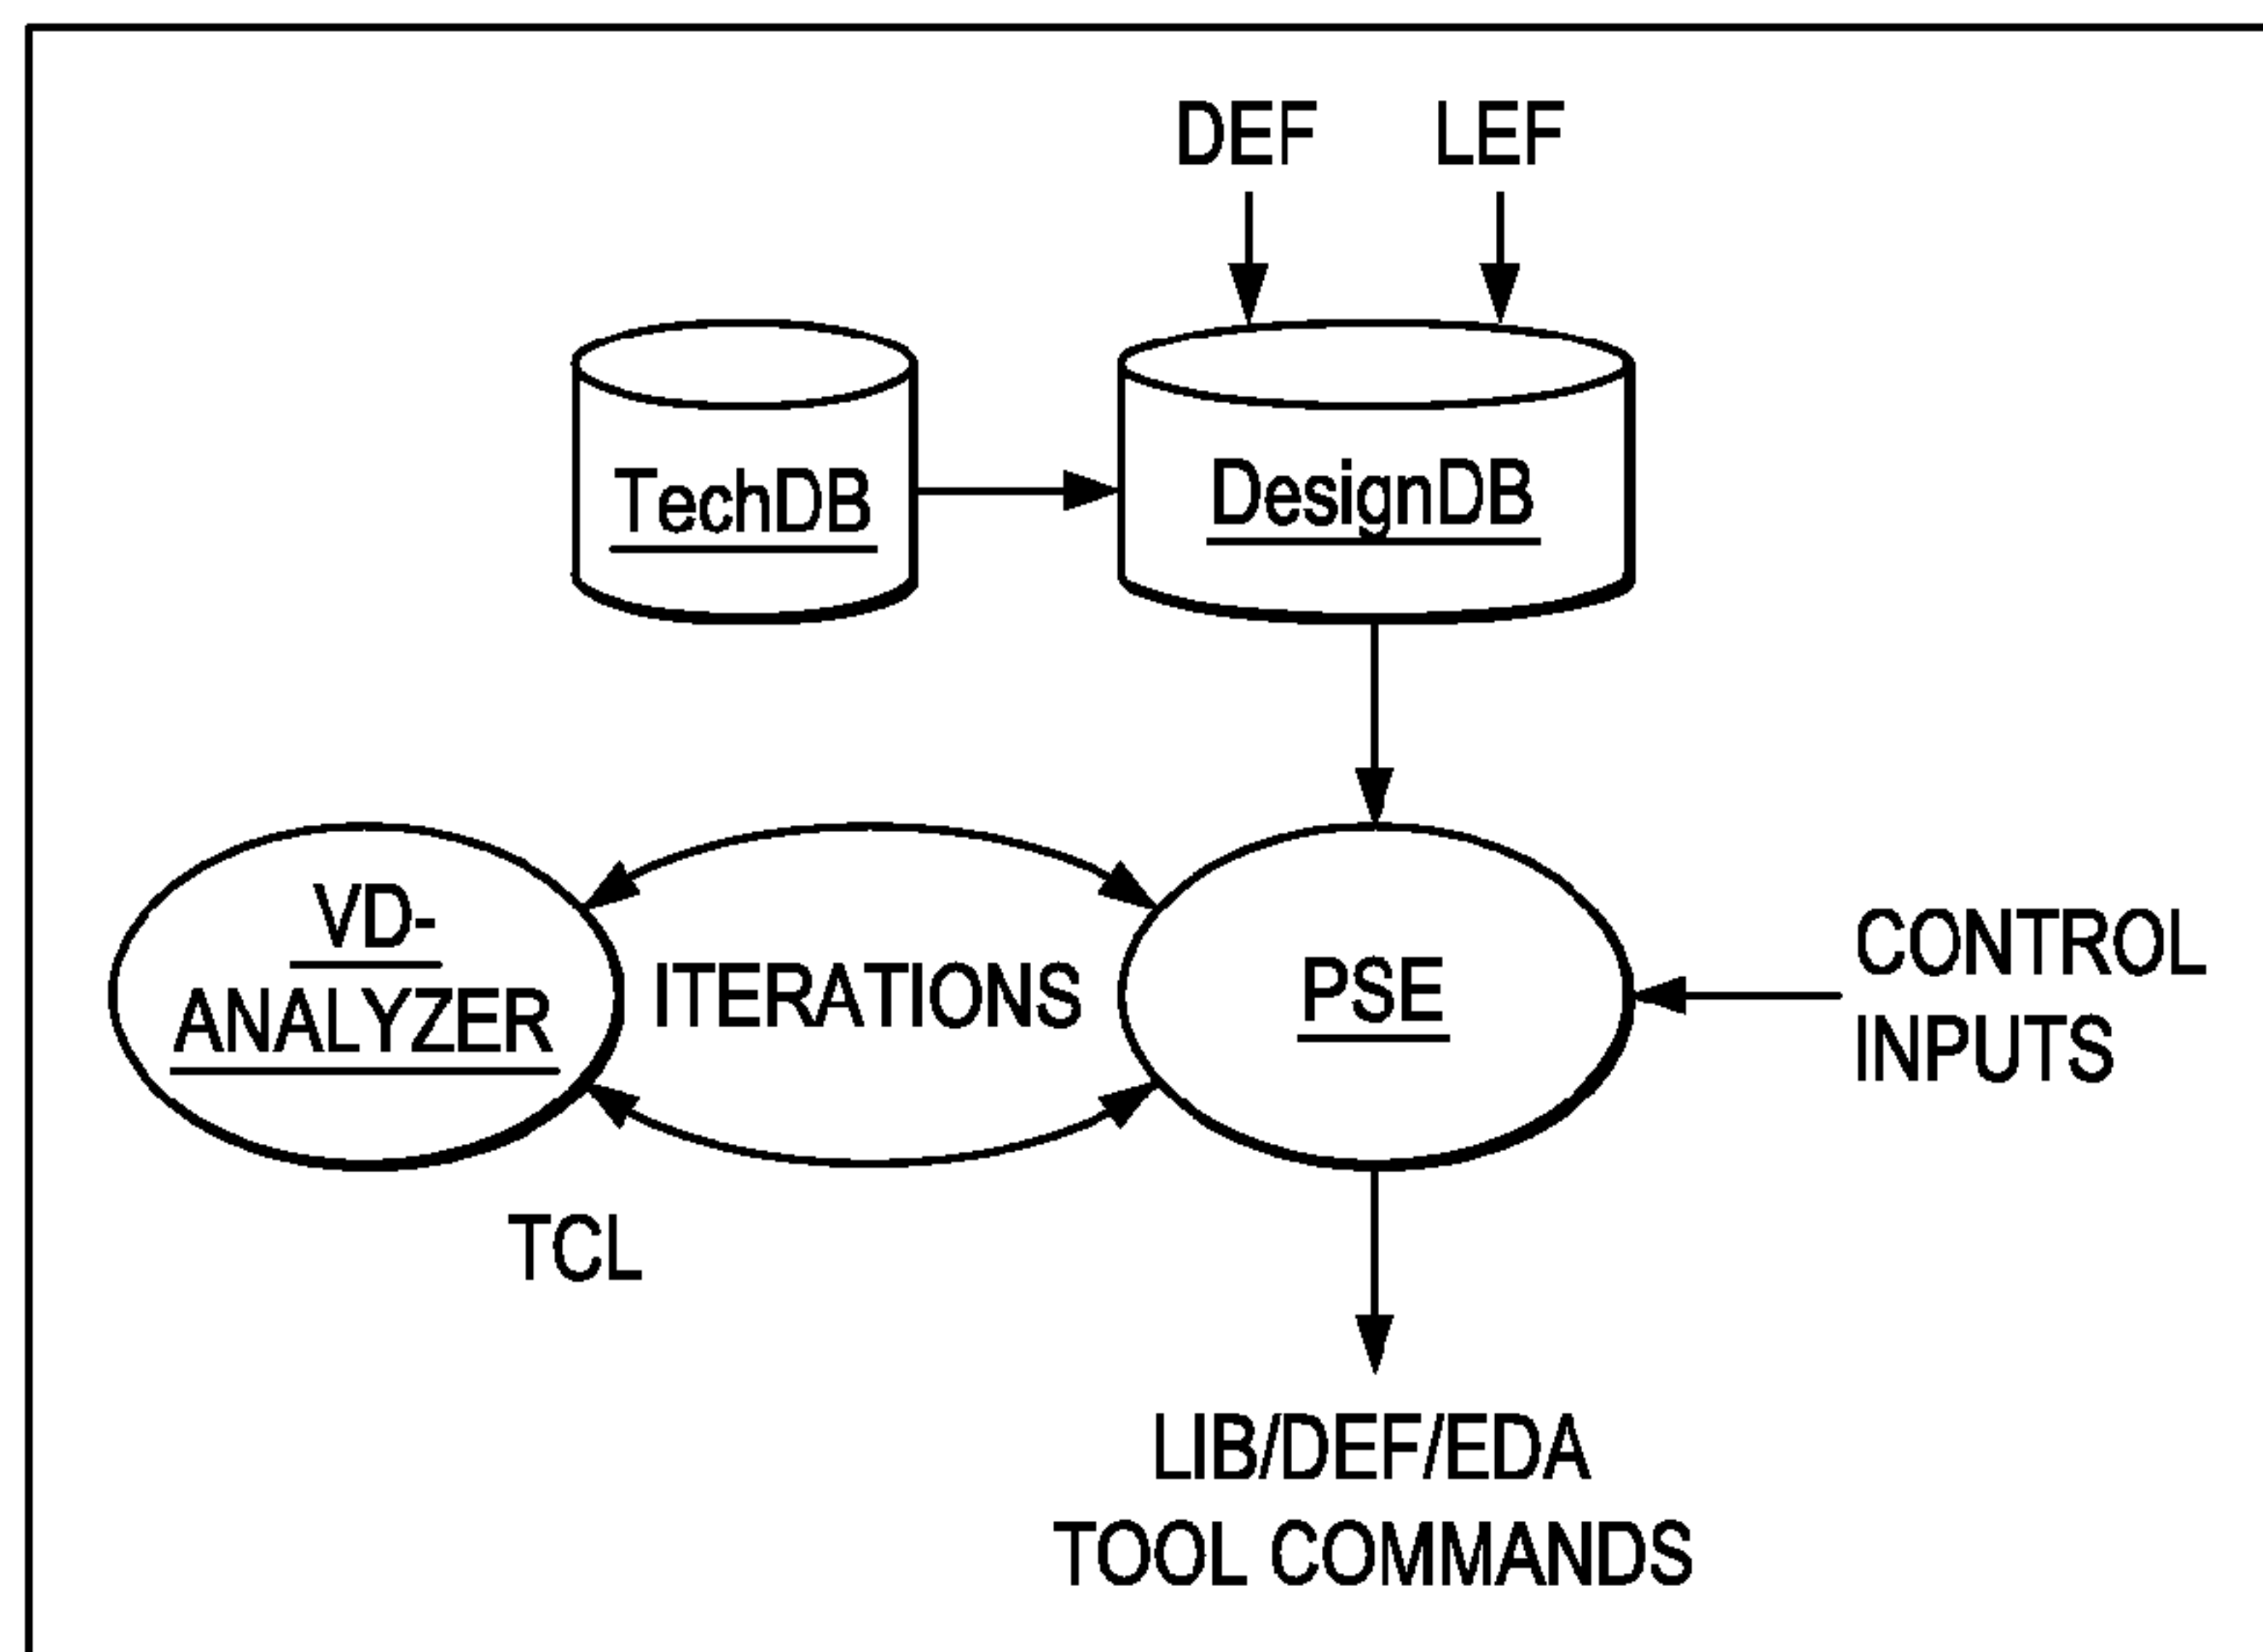 DEF LEF
TechDB
DesignDB
VD-
ANALYZER
ITERATIONS
PSE
CONTROL
INPUTS
TCL
LIB/DEF/EDA
TOOL COMMANDS